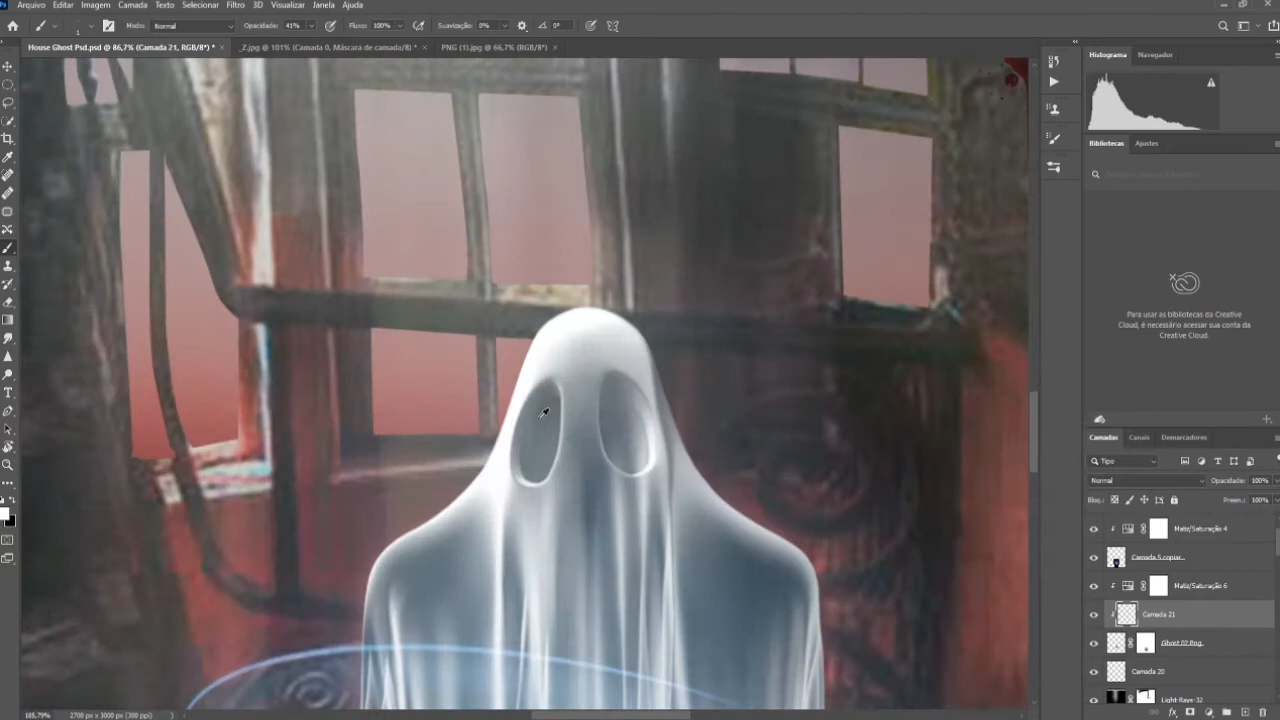 Arquivo Editar Imagem Camada Texto Selecionar Filtro 3D Visualizar Janela Ajuda
1 Modo: Normal Opacidade: 41% Fluxo: 100% Suavização: 0% 0°
House Ghost Psd.psd @ 86,7% (Camada 21, RGB/8*) * × _Z.jpg @ 101% (Camada 0, Máscara de camada/8) * × PNG (1).jpg @ 66,7% (RGB/8*) ×
Histograma Navegador
Bibliotecas Ajustes
Para usar as bibliotecas da Creative
Cloud, é necessário acessar sua conta da
Creative Cloud.
Camadas Canais Demarcadores
Tipo
Normal Opacidade: 100%
Bloq.: Preen.: 100%
Matiz/Saturação 4
Camada 5 copiar
Matiz/Saturação 6
Camada 21
Ghost 02.Png
Camada 20
Light-Rays-32
185,79% 2700 px x 3000 px (300 ppi)